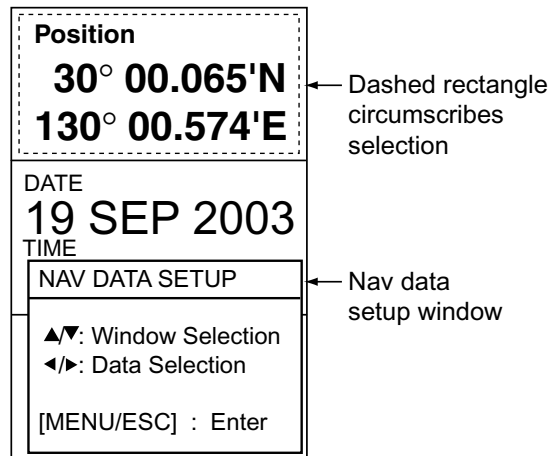 Position
30° 00.065'N
130° 00.574'E
Dashed rectangle
circumscribes
selection
DATE
19 SEP 2003
TIME
NAV DATA SETUP
▲/▼: Window Selection
◄/►: Data Selection
[MENU/ESC] : Enter
Nav data
setup window